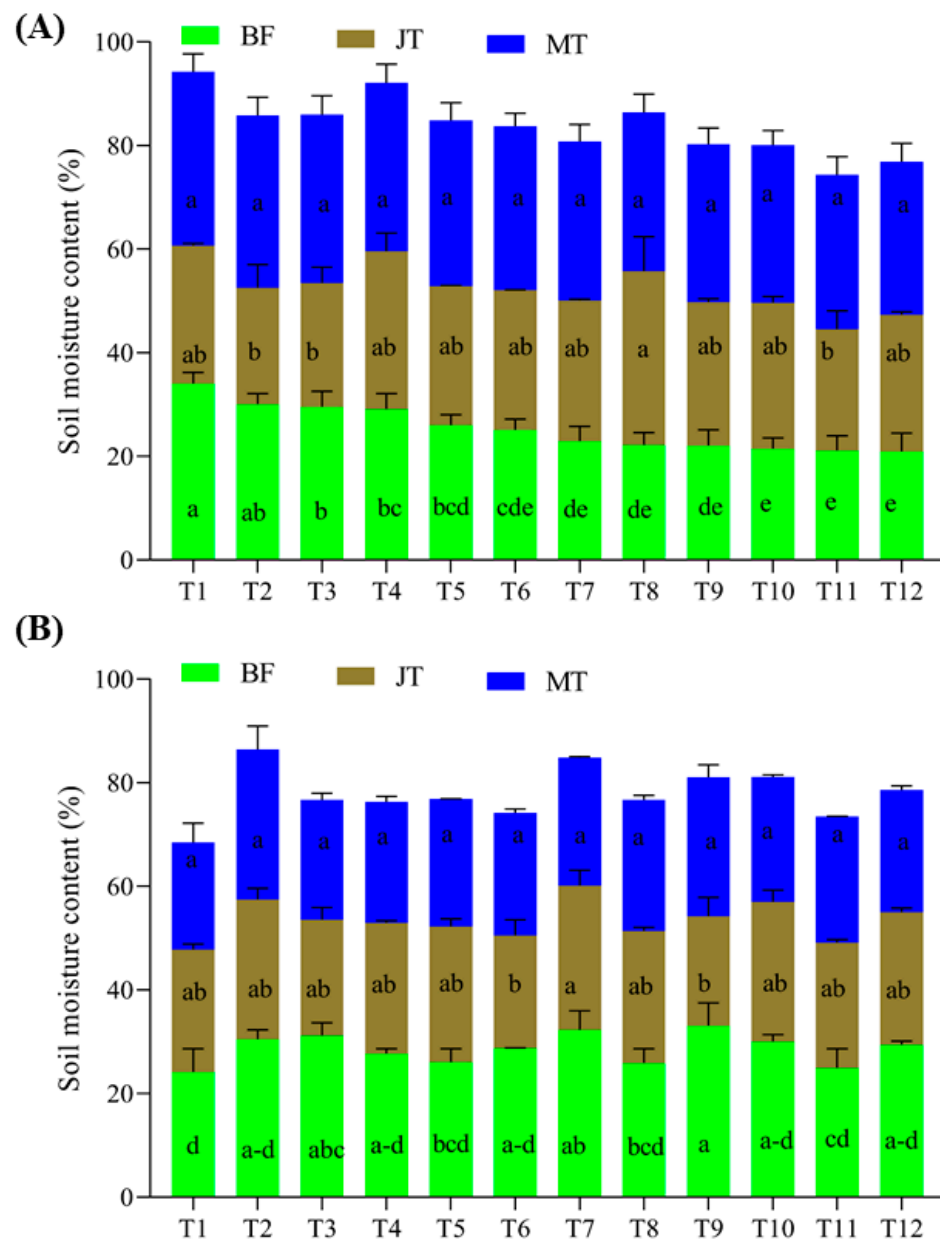 (A)
BF JT MT
Soil moisture content (%)
100
80
60
40
20
0
a a a a a a a a a a a a
ab b b ab ab ab ab a ab ab b ab
a ab b bc bcd cde de de de e e e
T1 T2 T3 T4 T5 T6 T7 T8 T9 T10 T11 T12
(B)
BF JT MT
Soil moisture content (%)
100
80
60
40
20
0
a a a a a a a a a a a a
ab ab ab ab ab b a ab b ab ab ab
d a-d abc a-d bcd a-d ab bcd a a-d cd a-d
T1 T2 T3 T4 T5 T6 T7 T8 T9 T10 T11 T12